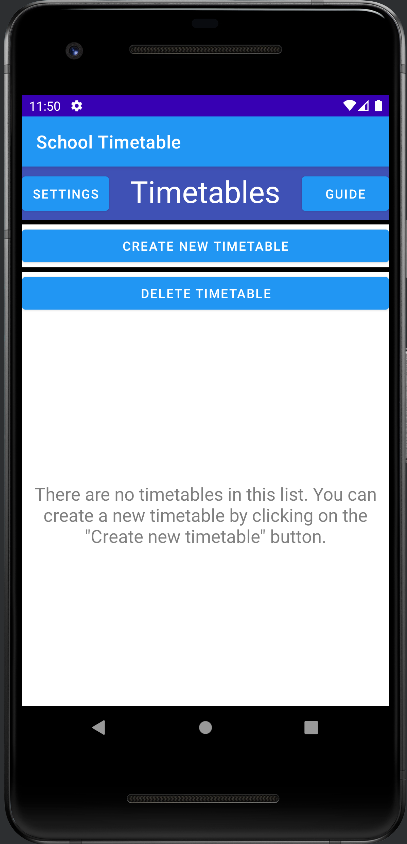 11:50
School Timetable
SETTINGS
Timetables
GUIDE
CREATE NEW TIMETABLE
DELETE TIMETABLE
There are no timetables in this list. You can
create a new timetable by clicking on the
"Create new timetable" button.